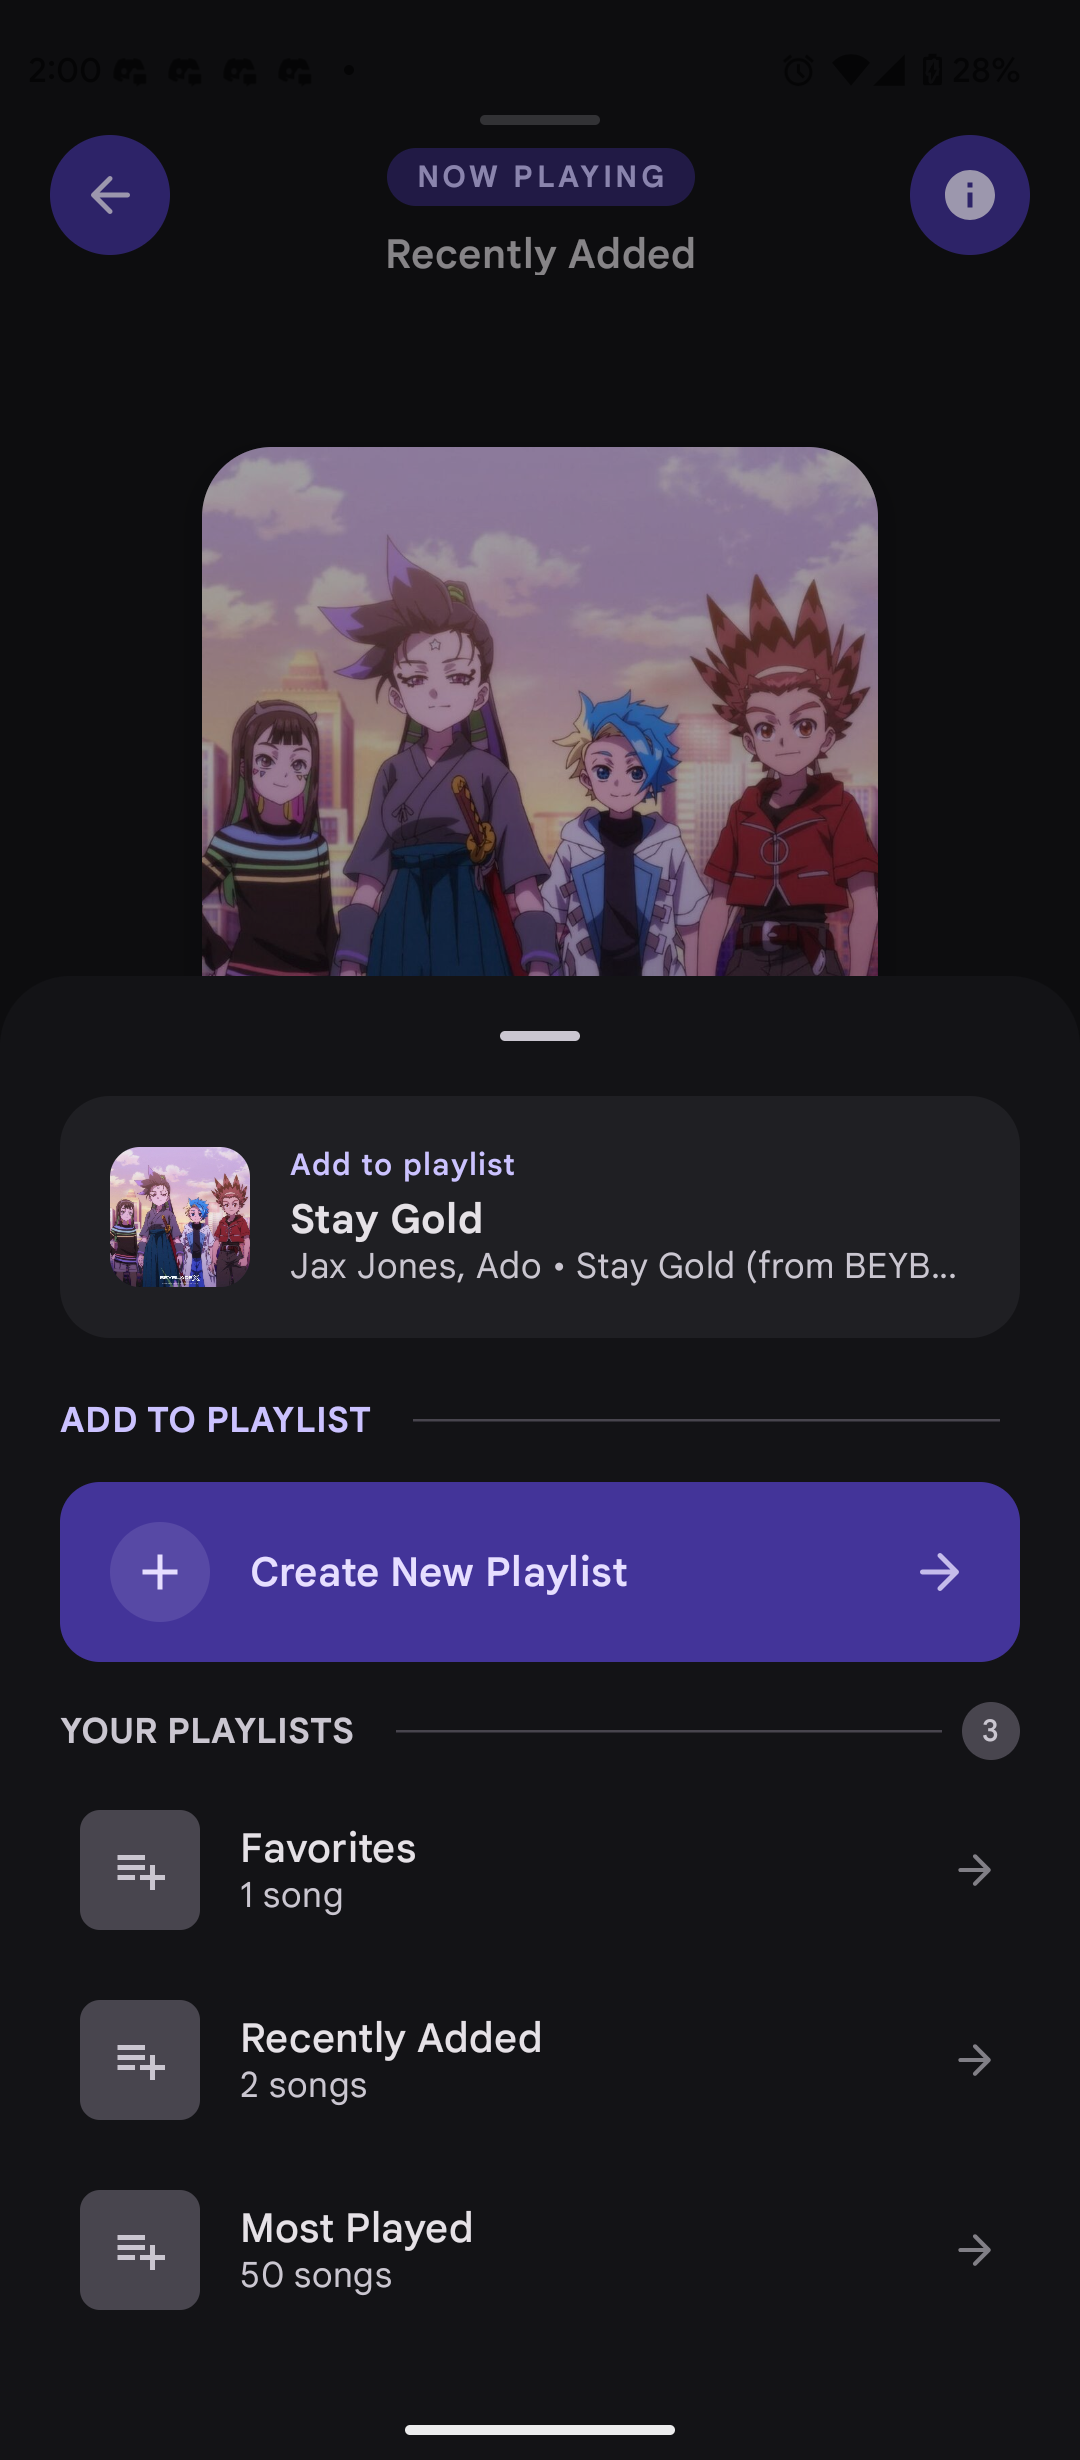 2:00
28%
NOW PLAYING
Recently Added
Add to playlist
Stay Gold
Jax Jones, Ado • Stay Gold (from BEYB...
ADD TO PLAYLIST
Create New Playlist
YOUR PLAYLISTS
3
Favorites
1 song
Recently Added
2 songs
Most Played
50 songs